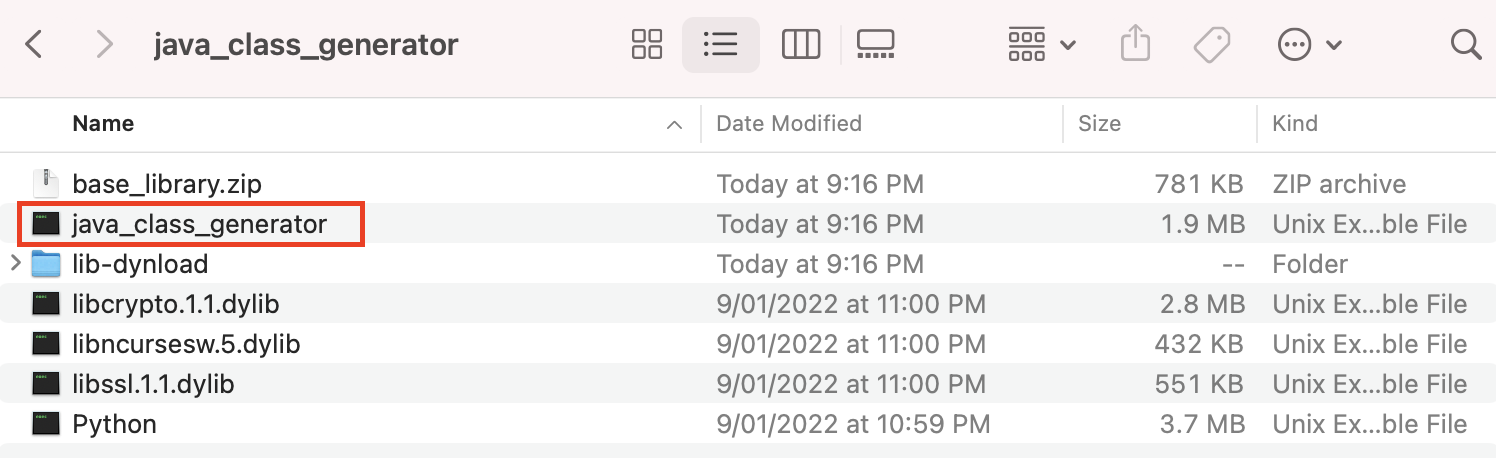 java_class_generator
Name Date Modified Size Kind
base_library.zip Today at 9:16 PM 781 KB ZIP archive
java_class_generator Today at 9:16 PM 1.9 MB Unix Ex...ble File
lib-dynload Today at 9:16 PM -- Folder
libcrypto.1.1.dylib 9/01/2022 at 11:00 PM 2.8 MB Unix Ex...ble File
libncursesw.5.dylib 9/01/2022 at 11:00 PM 432 KB Unix Ex...ble File
libssl.1.1.dylib 9/01/2022 at 11:00 PM 551 KB Unix Ex...ble File
Python 9/01/2022 at 10:59 PM 3.7 MB Unix Ex...ble File